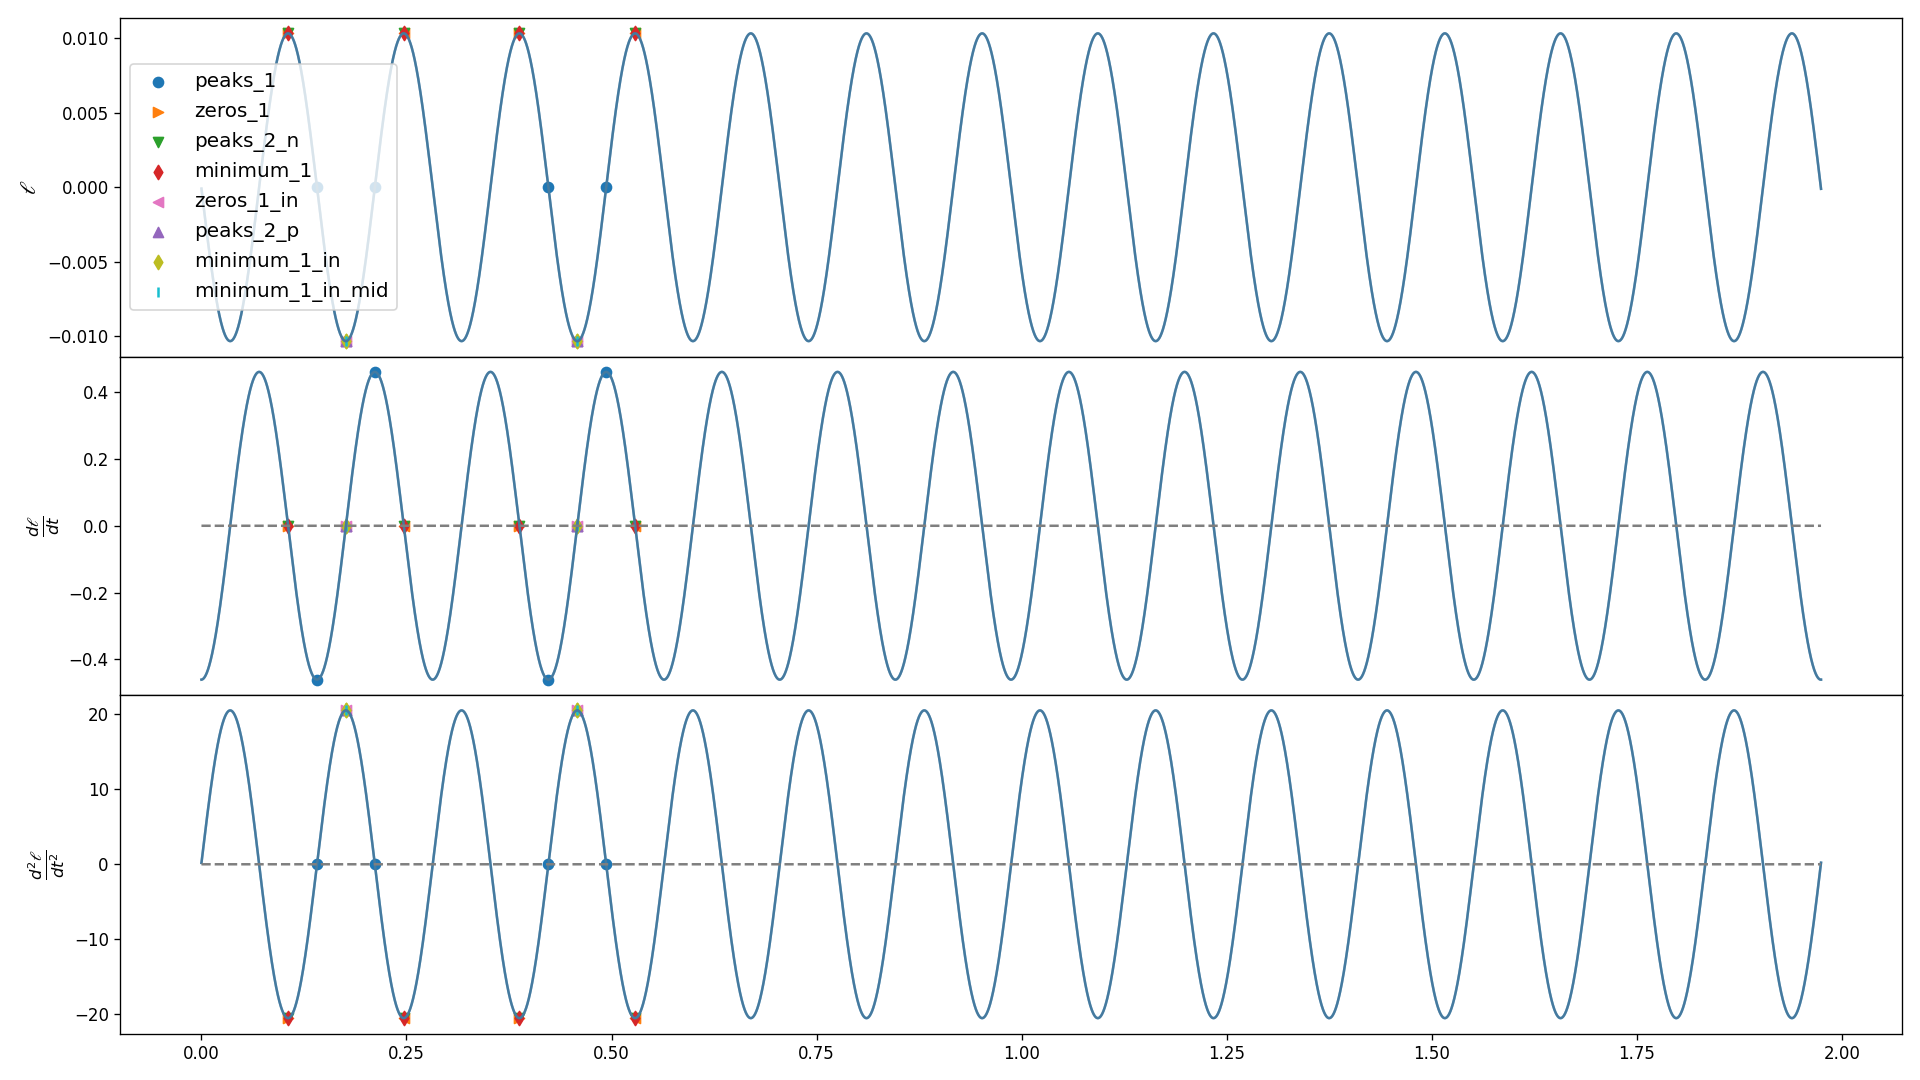 0.010
0.005
0.000
−0.005
−0.010
ℓ
peaks_1
zeros_1
peaks_2_n
minimum_1
zeros_1_in
peaks_2_p
minimum_1_in
minimum_1_in_mid
0.4
0.2
0.0
−0.2
−0.4
dℓ/dt
20
10
0
−10
−20
d²ℓ/dt²
0.00 0.25 0.50 0.75 1.00 1.25 1.50 1.75 2.00